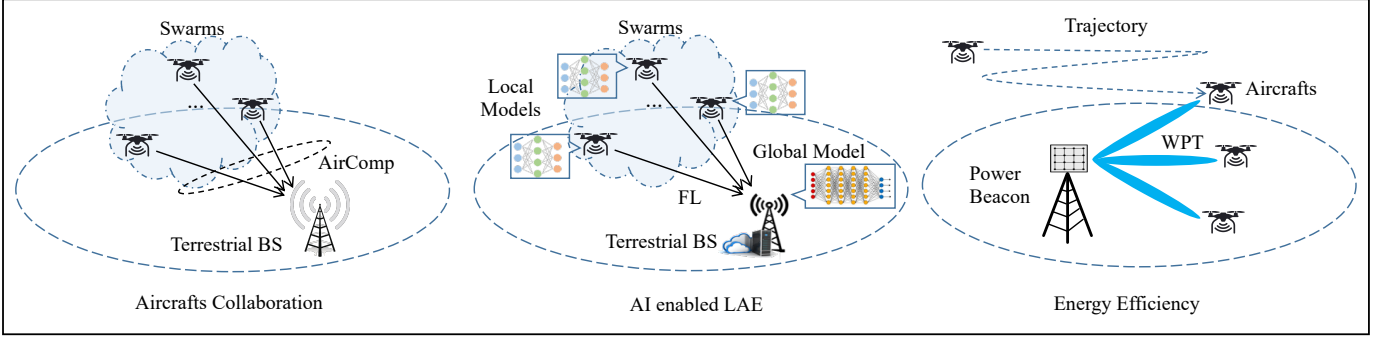 Swarms
...
AirComp
Terrestrial BS
Aircrafts Collaboration
Swarms
Local
Models
...
Global Model
FL
Terrestrial BS
AI enabled LAE
Trajectory
Aircrafts
WPT
Power
Beacon
Energy Efficiency